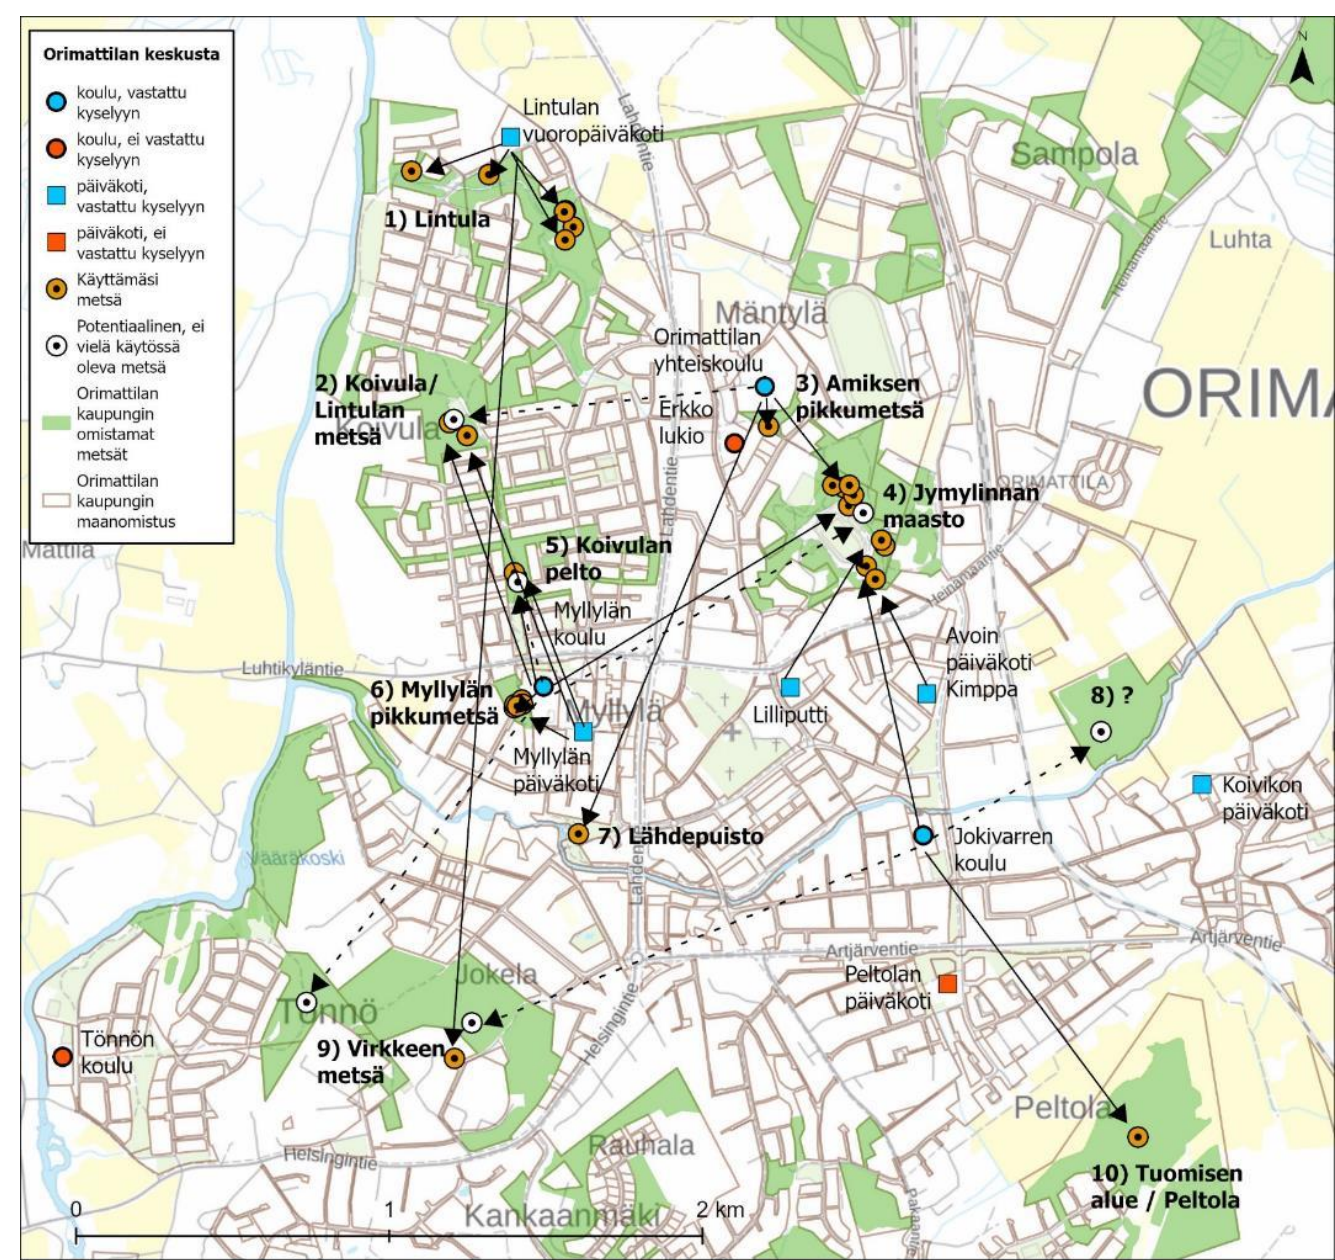 Orimattilan keskusta
koulu, vastattu
kyselyyn
koulu, ei vastattu
kyselyyn
päiväkoti,
vastattu kyselyyn
päiväkoti, ei
vastattu kyselyyn
Käyttämäsi
metsä
Potentiaalinen, ei
vielä käytössä
oleva metsä
Orimattilan
kaupungin
omistamat
metsät
Orimattilan
kaupungin
maanomistus
N
Lintulan
vuoropäiväkoti
Lahdentie
Sampola
1) Lintula
Luhta
Heinämaantie
Mäntylä
Orimattilan
yhteiskoulu
2) Koivula/
Lintulan
metsä
Koivula
3) Amiksen
pikkumetsä
ORIMA
Erkko
lukio
Lahdentie
4) Jymylinnan
maasto
ORIMATTILA
Mattila
5) Koivulan
pelto
Heinämaantie
Myllylän
koulu
Avoin
päiväkoti
Kimppa
Luhtikyläntie
6) Myllylän
pikkumetsä
Myllylä
Lilliputti
8) ?
Myllylän
päiväkoti
Koivikon
päiväkoti
7) Lähdepuisto
Jokivarren
koulu
Vääräkoski
Lahdentie
Artjärventie
Artjärventie
Jokela
Peltolan
päiväkoti
Tönnö
Helsingintie
Tönnön
koulu
9) Virkkeen
metsä
Peltola
Rauhala
Helsingintie
10) Tuomisen
alue / Peltola
Kankaanmäki
0 1 2 km